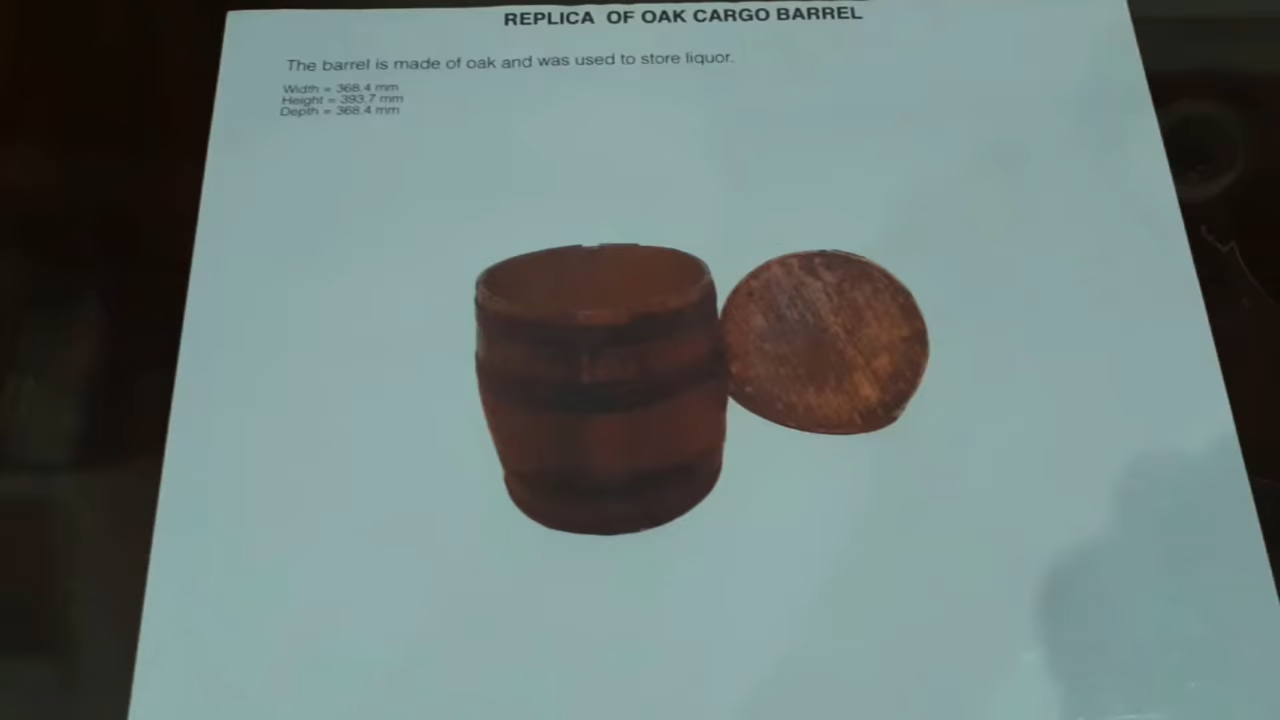 REPLICA OF OAK CARGO BARREL
The barrel is made of oak and was used to store liquor.
Width = 368.4 mm
Height = 393.7 mm
Depth = 368.4 mm